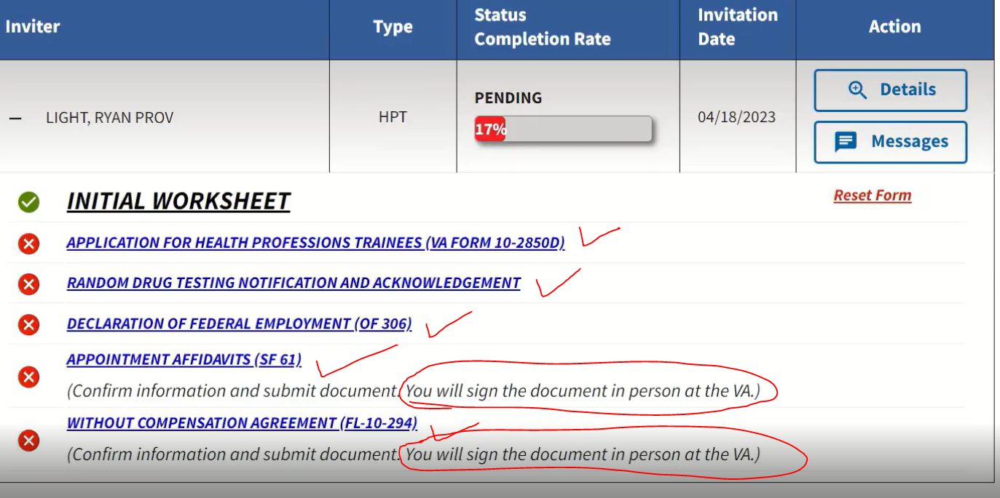 Inviter
Type
Status
Completion Rate
Invitation
Date
Action
LIGHT, RYAN PROV
HPT
PENDING
17%
04/18/2023
Details
Messages
INITIAL WORKSHEET
Reset Form
APPLICATION FOR HEALTH PROFESSIONS TRAINEES (VA FORM 10-2850D)
RANDOM DRUG TESTING NOTIFICATION AND ACKNOWLEDGEMENT
DECLARATION OF FEDERAL EMPLOYMENT (OF 306)
APPOINTMENT AFFIDAVITS (SF 61)
(Confirm information and submit document. You will sign the document in person at the VA.)
WITHOUT COMPENSATION AGREEMENT (FL-10-294)
(Confirm information and submit document. You will sign the document in person at the VA.)